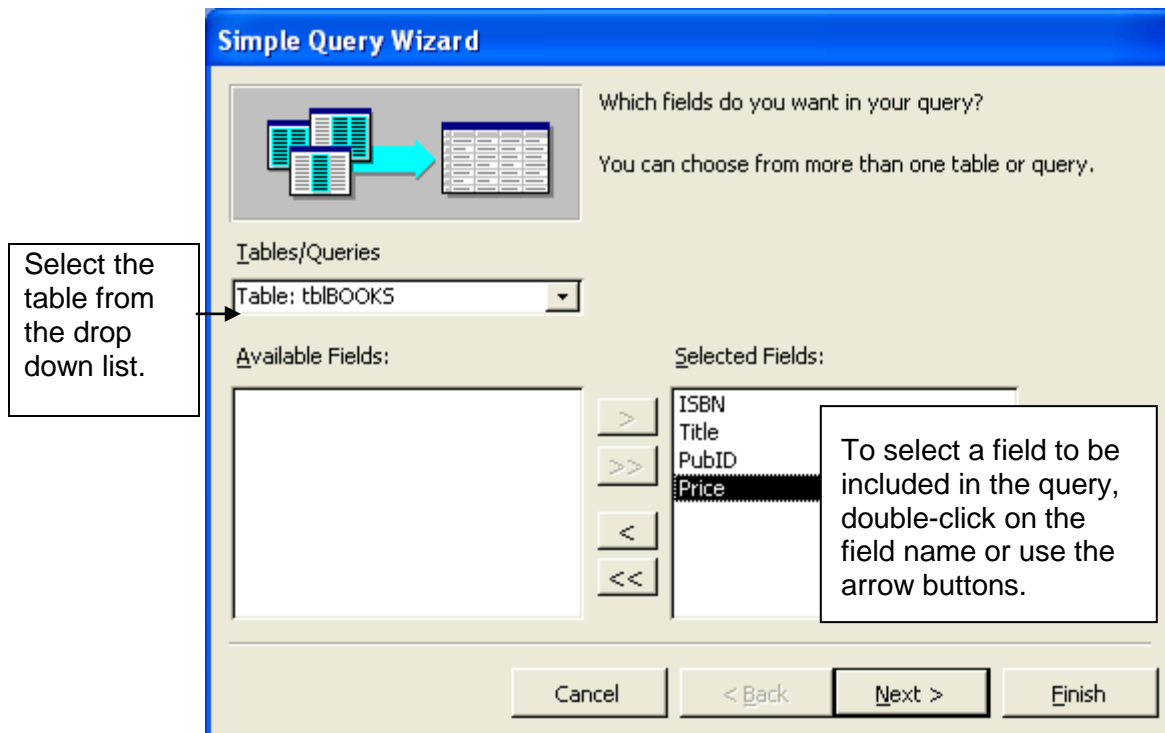 Simple Query Wizard
Which fields do you want in your query?
You can choose from more than one table or query.
Tables/Queries
Select the
table from
the drop
down list.
Table: tblBOOKS
Available Fields:
Selected Fields:
>
>>
<
<<
ISBN
Title
PubID
Price
To select a field to be
included in the query,
double-click on the
field name or use the
arrow buttons.
Cancel
< Back
Next >
Finish